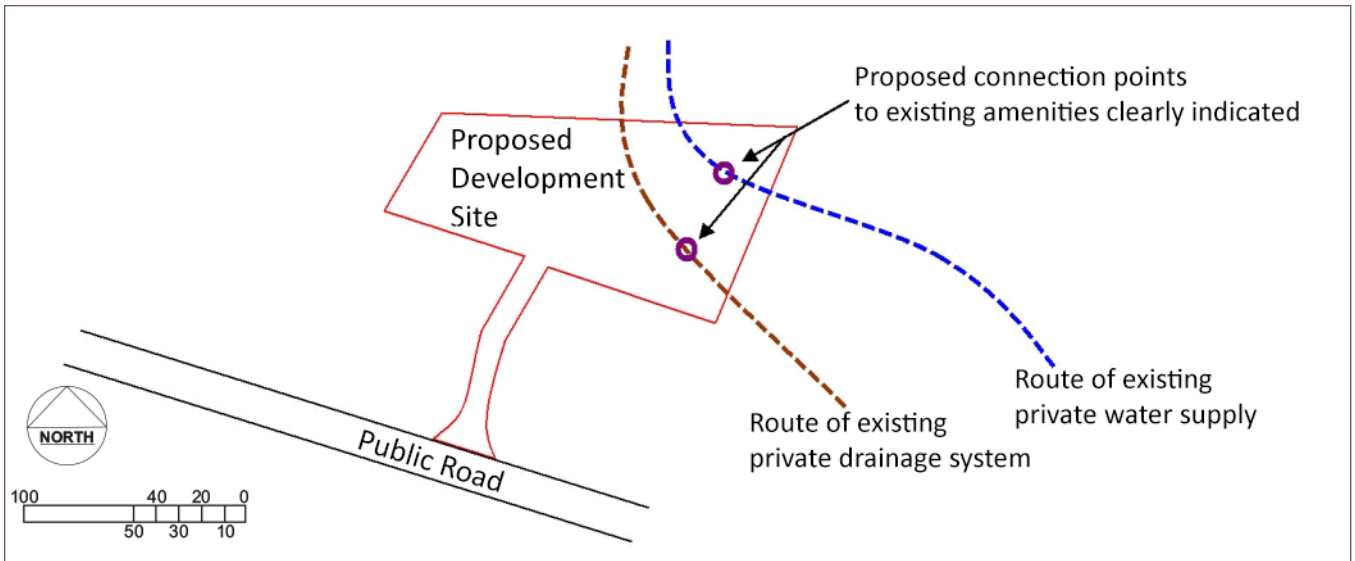 Proposed connection points
to existing amenities clearly indicated
Proposed
Development
Site
Route of existing
private water supply
Route of existing
private drainage system
Public Road
NORTH
100 40 20 0
50 30 10